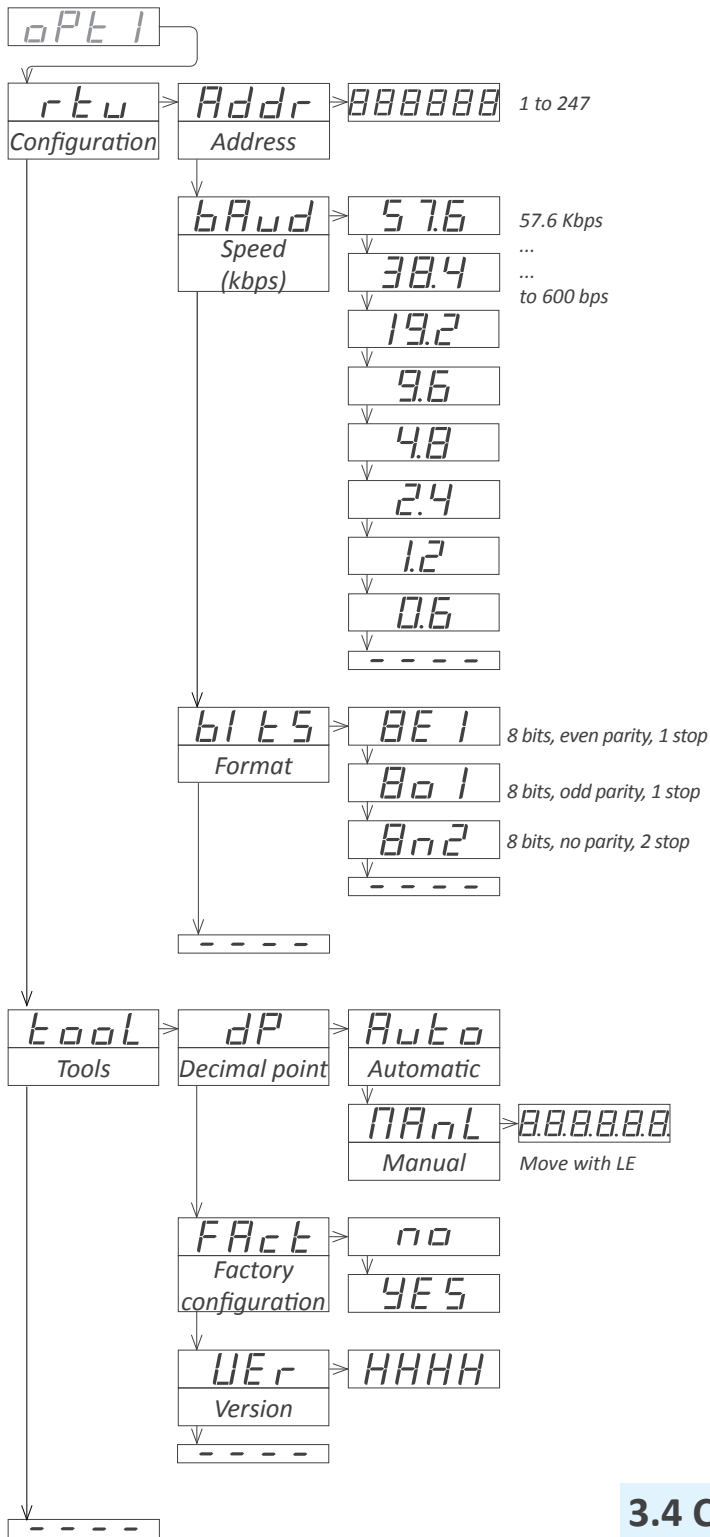 oPt 1
rtu Addr 888888 1 to 247
Configuration Address
bAud 57.6 57.6 Kbps
Speed
(kbps)
...
38.4
...
to 600 bps
19.2
9.6
4.8
2.4
1.2
0.6
- - - -
bItS 8E1 8 bits, even parity, 1 stop
Format
8o1 8 bits, odd parity, 1 stop
8n2 8 bits, no parity, 2 stop
- - - -
- - - -
tooL dP Auto
Tools Decimal point Automatic
MAnL 8.8.8.8.8.8.
Manual Move with LE
FAct no
Factory
configuration
YES
VEr HHHH
Version
- - - -
- - - -
3.4